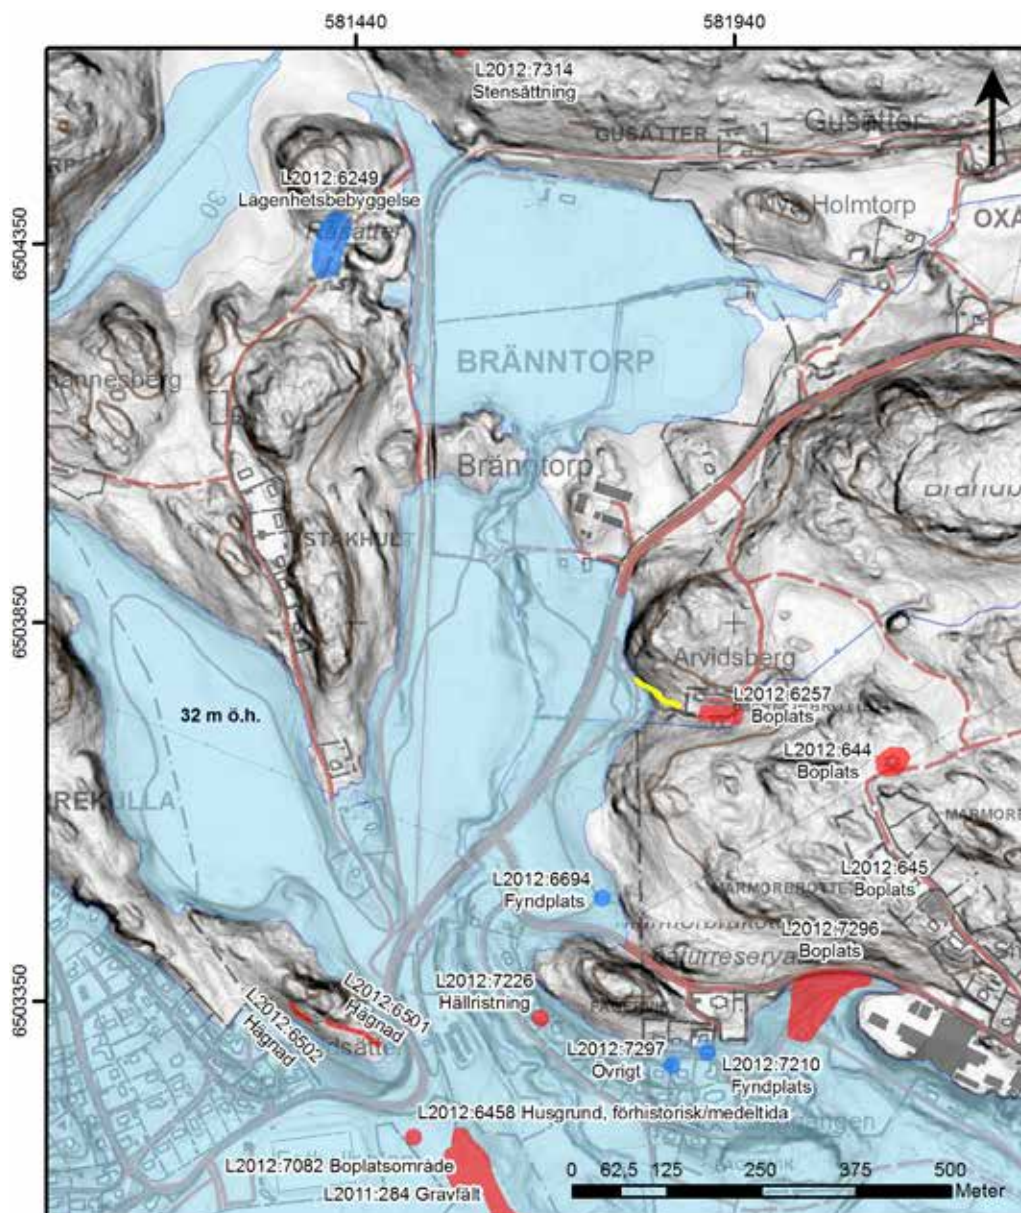 581440
581940
L2012:7314
Stensättning
GUSÄTTER
Gusätter
L2012:6249
Lägenhetsbebyggelse
30
Nya Holmtorp
6504350
BRÄNNTORP
Bränntorp
STAKHULT
6503850
Arvidsberg
L2012:6257
Boplats
32 m ö.h.
L2012:644
Boplats
L2012:645
Boplats
L2012:6694
Fyndplats
L2012:7296
Boplats
L2012:7226
Hällristning
6503350
L2012:6501
Hägnad
L2012:6502
Hägnad
L2012:7297
Övrigt
L2012:7210
Fyndplats
L2012:6458 Husgrund, förhistorisk/medeltida
L2012:7082 Boplatsområde
L2011:284 Gravfält
0 62,5 125 250 375 500
Meter